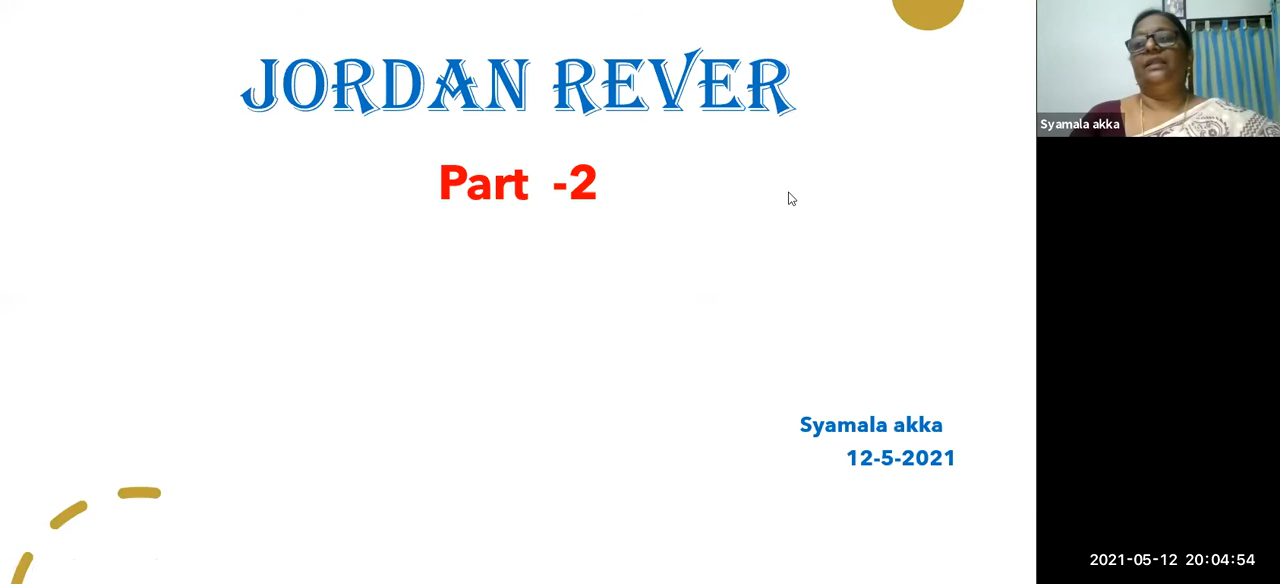 JORDAN REVER
Part -2
Syamala akka
12-5-2021
Syamala akka
2021-05-12 20:04:54